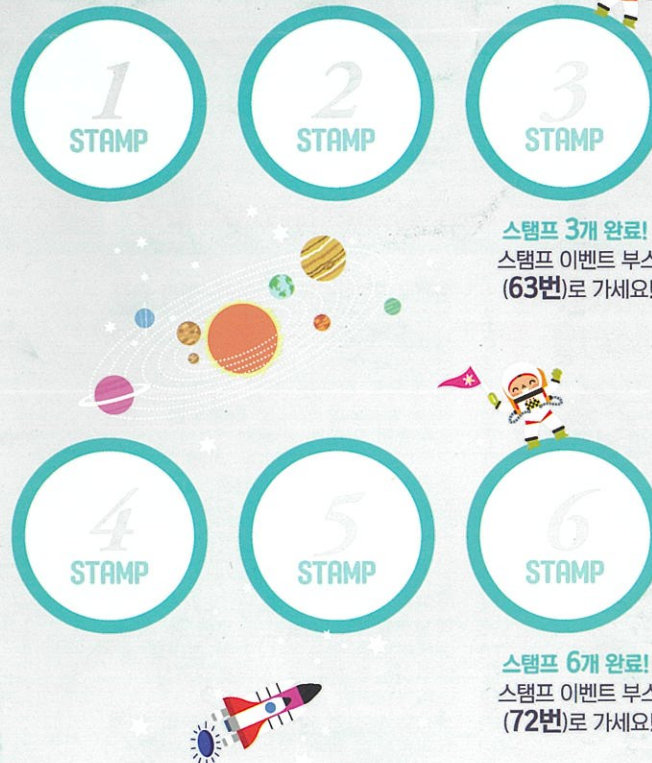 1
STAMP
2
STAMP
3
STAMP
스탬프 3개 완료!
스탬프 이벤트 부스
(63번)로 가세요!
4
STAMP
5
STAMP
6
STAMP
스탬프 6개 완료!
스탬프 이벤트 부스
(72번)로 가세요!